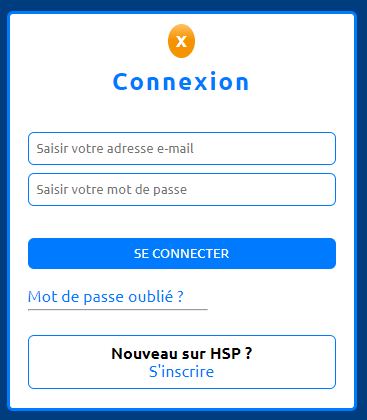 x
Connexion
Saisir votre adresse e-mail
Saisir votre mot de passe
SE CONNECTER
Mot de passe oublié ?
Nouveau sur HSP ?
S'inscrire